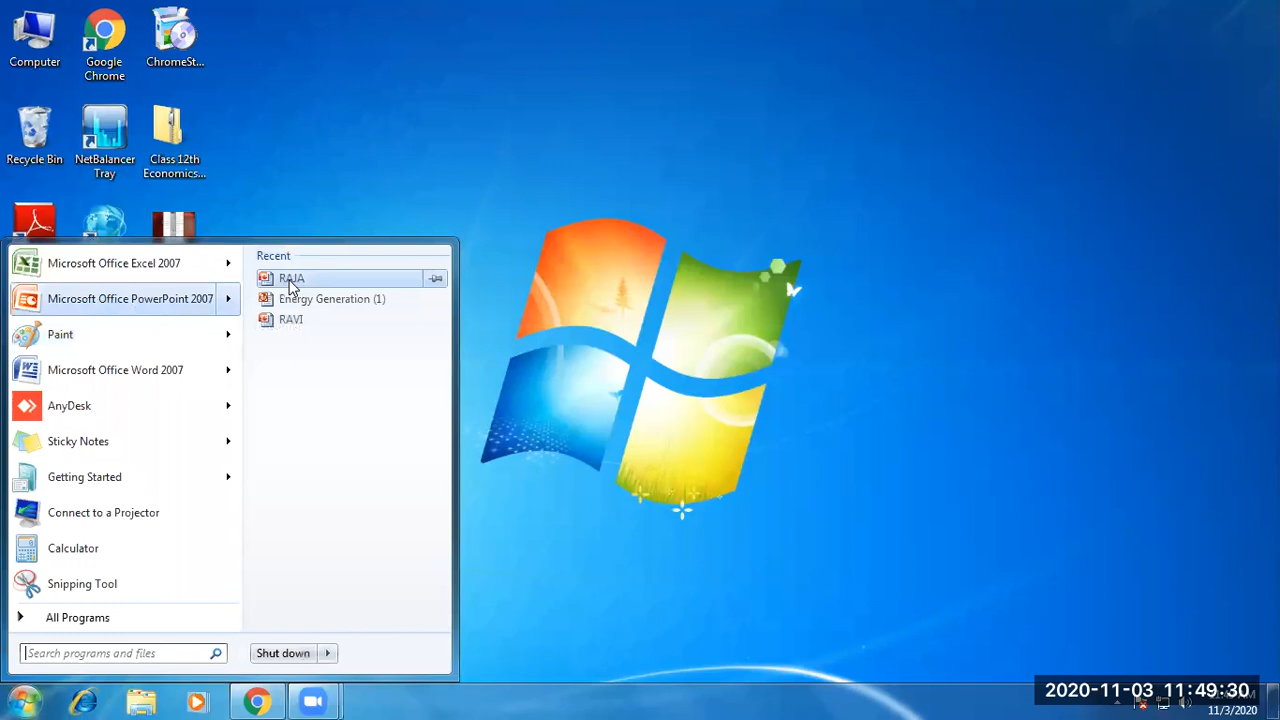 Computer
Google
Chrome
ChromeSt...
Recycle Bin
NetBalancer
Tray
Class 12th
Economics...
Microsoft Office Excel 2007
Microsoft Office PowerPoint 2007
Paint
Microsoft Office Word 2007
AnyDesk
Sticky Notes
Getting Started
Connect to a Projector
Calculator
Snipping Tool
All Programs
Search programs and files
Recent
RAJA
Energy Generation (1)
RAVI
Shut down
2020-11-03 11:49:30
11/3/2020